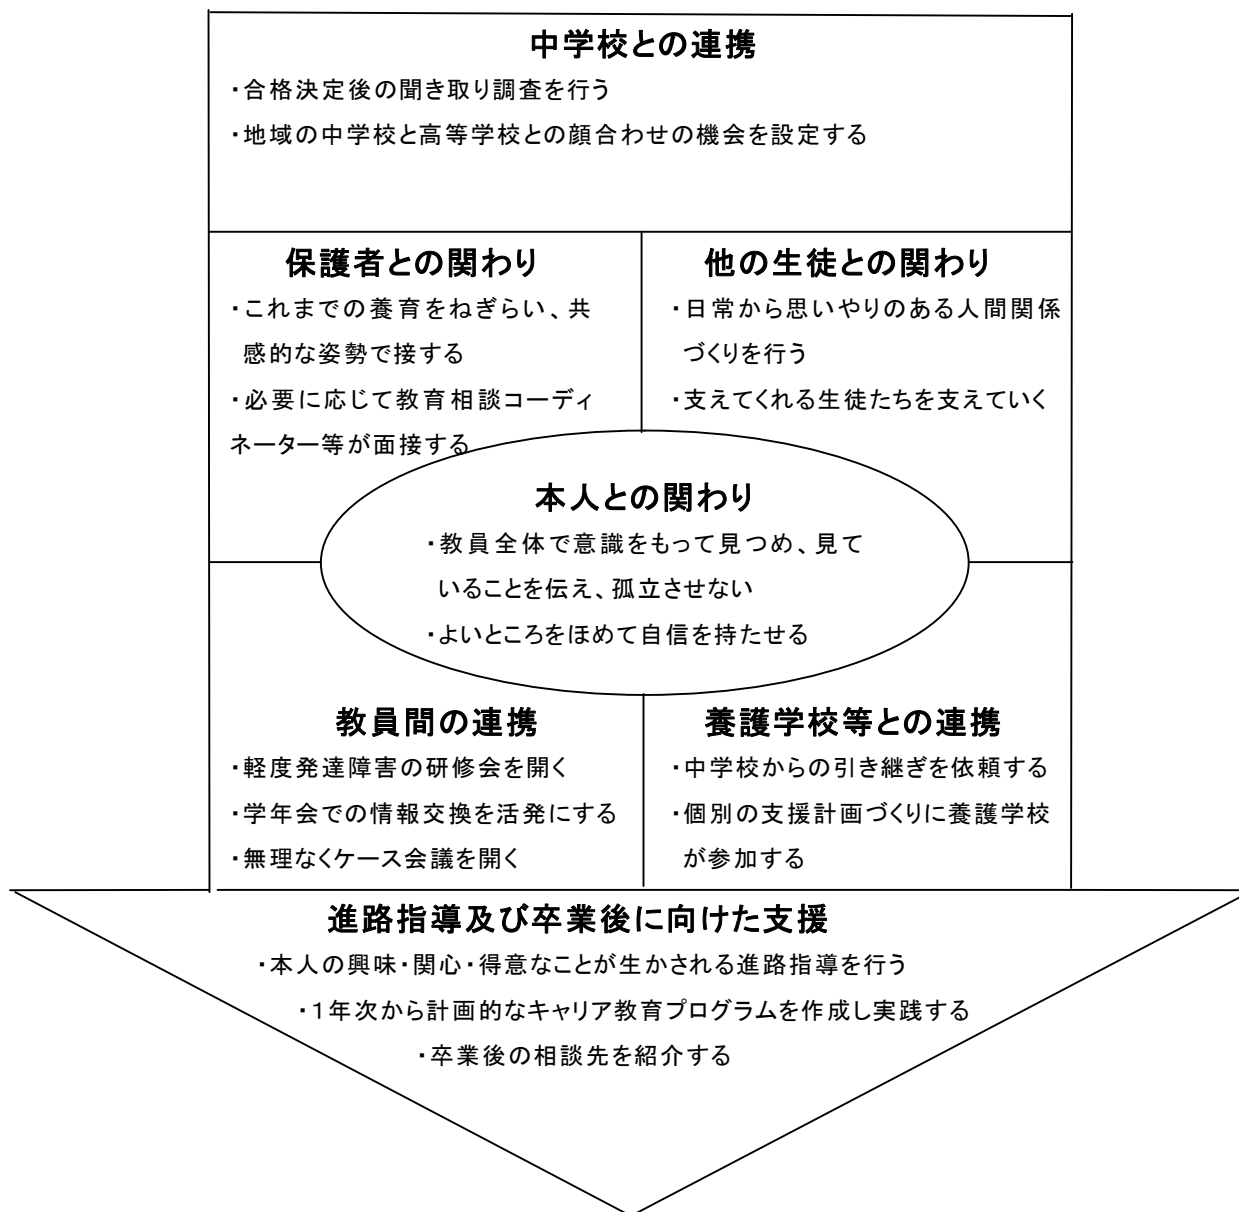 中学校との連携
・合格決定後の聞き取り調査を行う
・地域の中学校と高等学校との顔合わせの機会を設定する
保護者との関わり
・これまでの養育をねぎらい、共
感的な姿勢で接する
・必要に応じて教育相談コーディ
ネーター等が面接する
他の生徒との関わり
・日常から思いやりのある人間関係
づくりを行う
・支えてくれる生徒たちを支えていく
本人との関わり
・教員全体で意識をもって見つめ、見て
いることを伝え、孤立させない
・よいところをほめて自信を持たせる
教員間の連携
・軽度発達障害の研修会を開く
・学年会での情報交換を活発にする
・無理なくケース会議を開く
養護学校等との連携
・中学校からの引き継ぎを依頼する
・個別の支援計画づくりに養護学校
が参加する
進路指導及び卒業後に向けた支援
・本人の興味・関心・得意なことが生かされる進路指導を行う
・1年次から計画的なキャリア教育プログラムを作成し実践する
・卒業後の相談先を紹介する